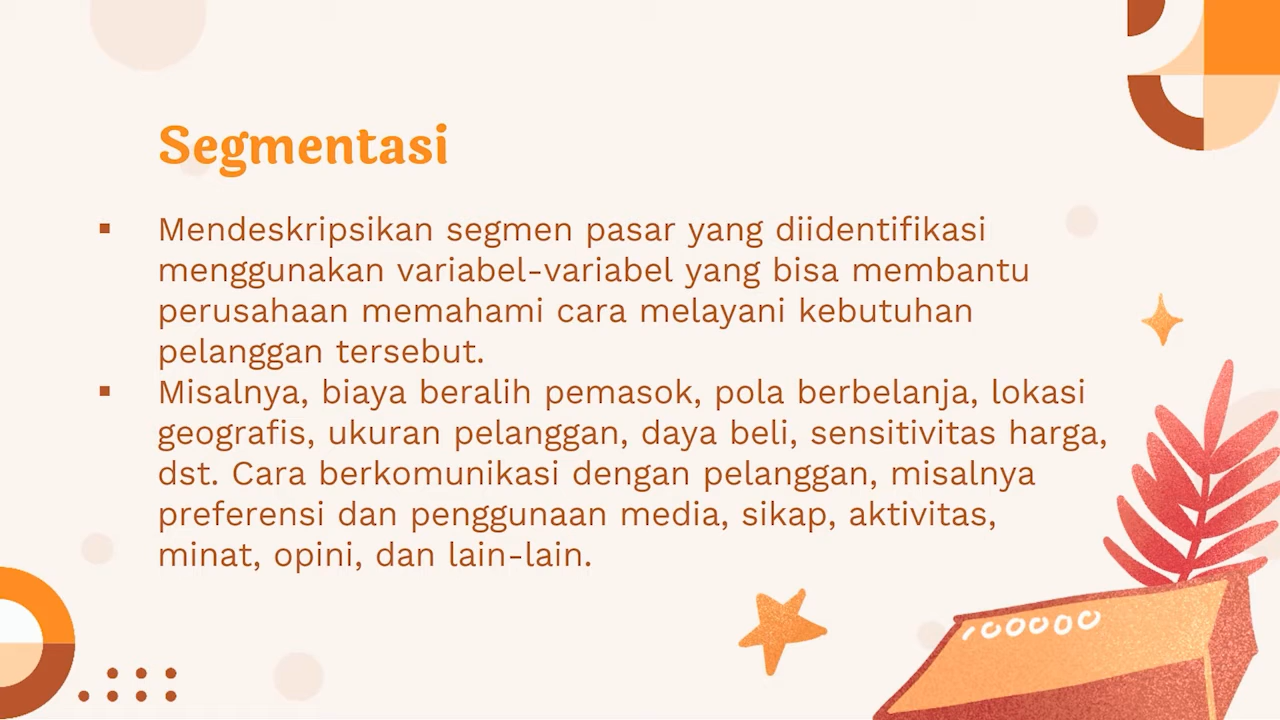 Segmentasi
▪ Mendeskripsikan segmen pasar yang diidentifikasi
menggunakan variabel-variabel yang bisa membantu
perusahaan memahami cara melayani kebutuhan
pelanggan tersebut.
▪ Misalnya, biaya beralih pemasok, pola berbelanja, lokasi
geografis, ukuran pelanggan, daya beli, sensitivitas harga,
dst. Cara berkomunikasi dengan pelanggan, misalnya
preferensi dan penggunaan media, sikap, aktivitas,
minat, opini, dan lain-lain.